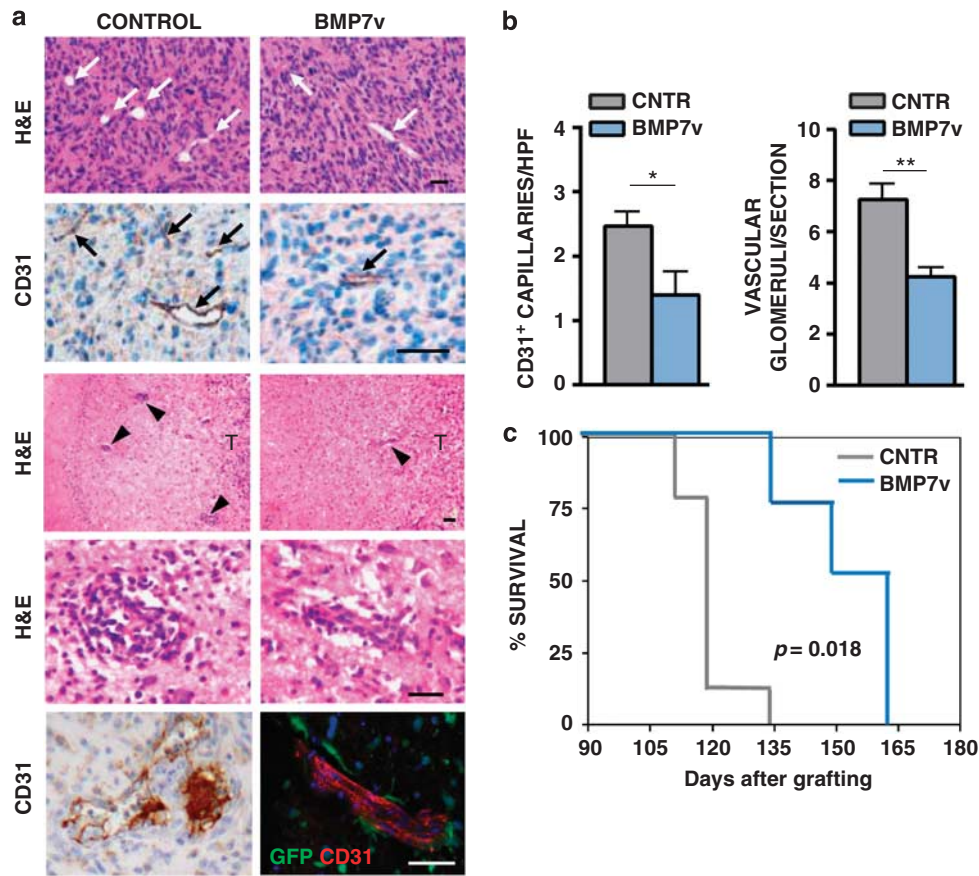 a
CONTROL
BMP7v
H&E
CD31
H&E
T
T
H&E
CD31
GFP CD31
b
CNTR
BMP7v
CD31+ CAPILLARIES/HPF
4
3
2
1
0
*
CNTR
BMP7v
VASCULAR
GLOMERULI/SECTION
10
8
6
4
2
0
**
c
% SURVIVAL
100
75
50
25
0
CNTR
BMP7v
p = 0.018
90 105 120 135 150 165 180
Days after grafting